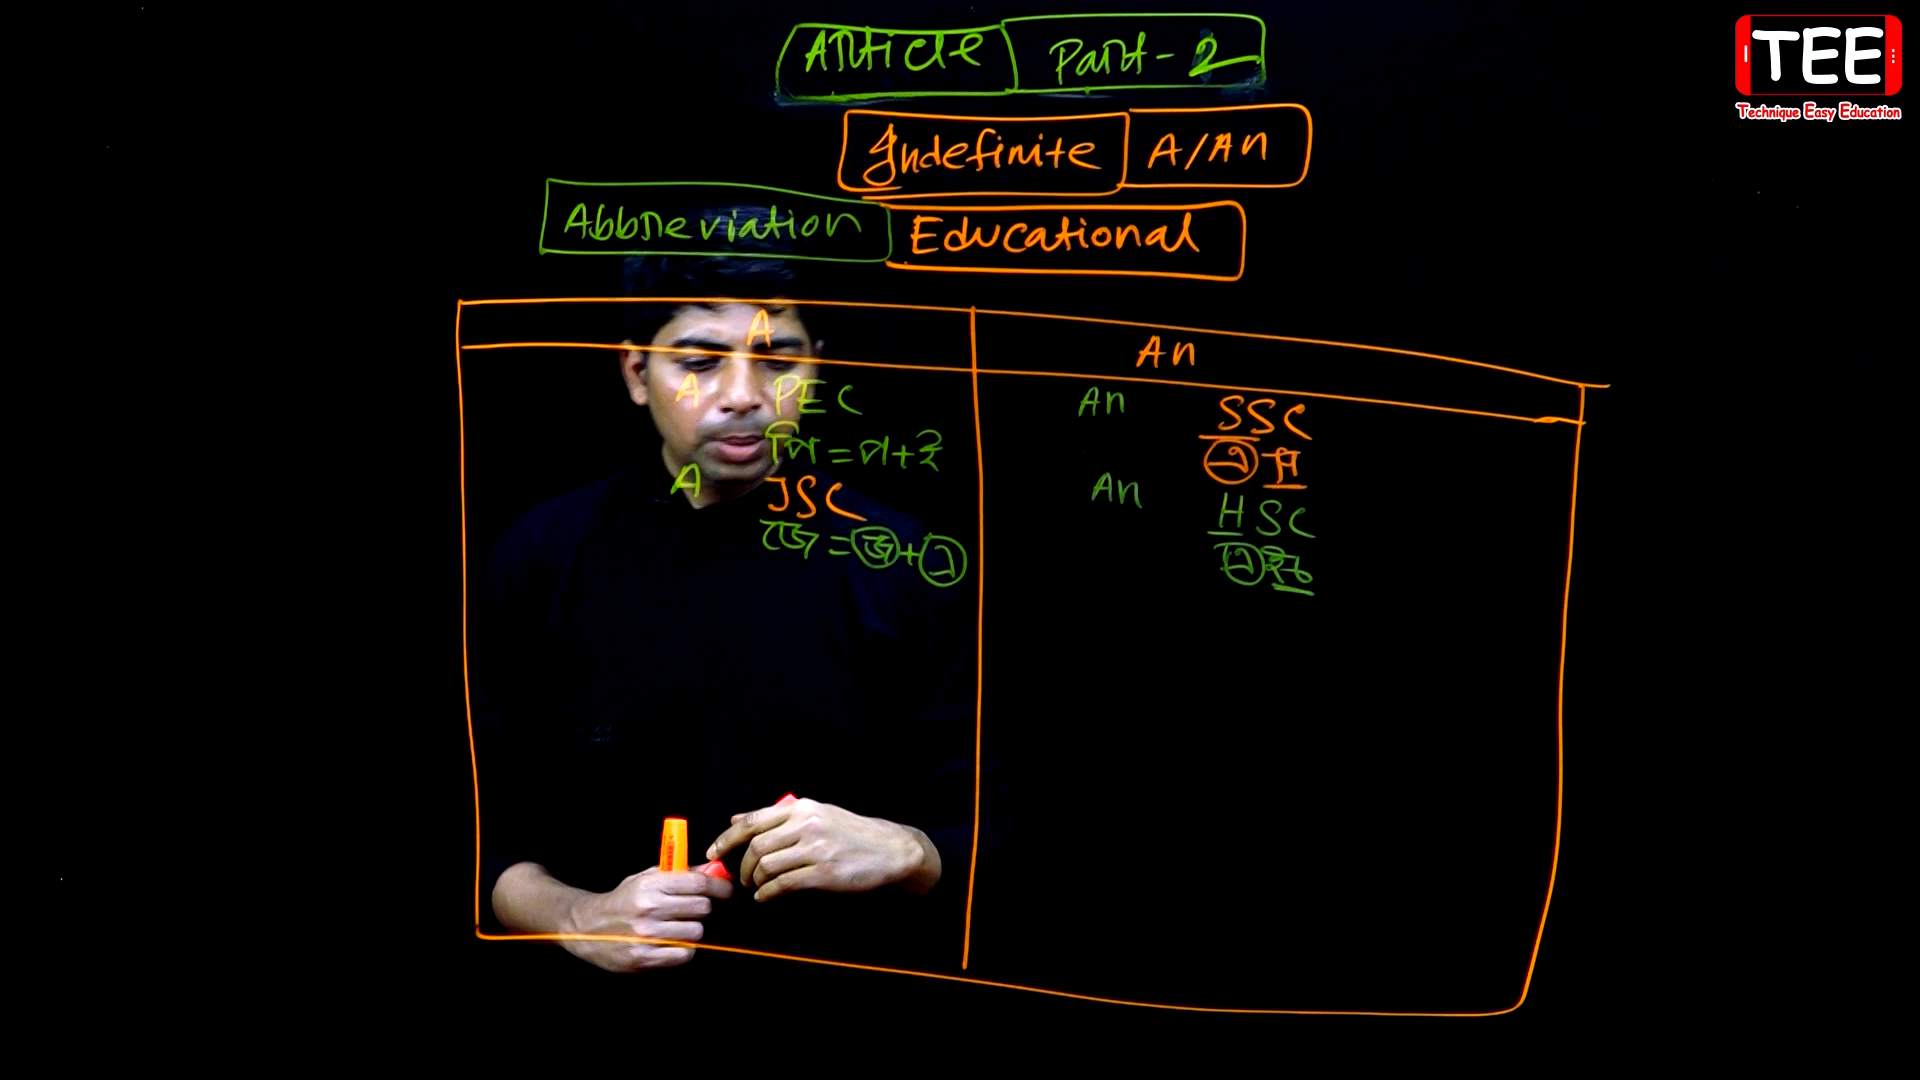 Article Part-2
Indefinite A/An
Abbreviation Educational
A An
A PEC An SSC
পি = প+ই এস
A JSC An HSC
জে = জ+এ এইচ
TEE
Technique Easy Education